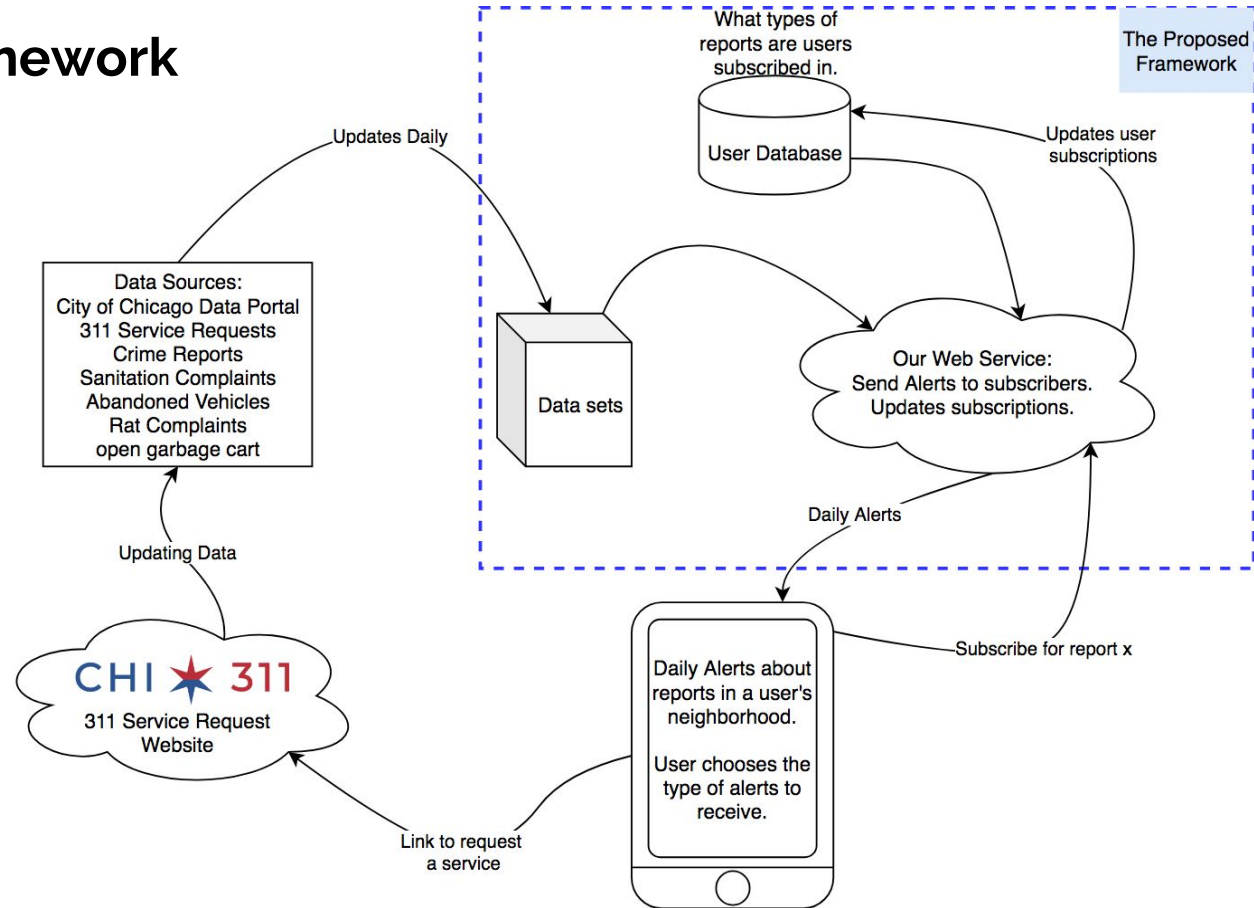 nework
What types of
reports are users
subscribed in.
The Proposed
Framework
Updates Daily
User Database
Updates user
subscriptions
Data Sources:
City of Chicago Data Portal
311 Service Requests
Crime Reports
Sanitation Complaints
Abandoned Vehicles
Rat Complaints
open garbage cart
Data sets
Our Web Service:
Send Alerts to subscribers.
Updates subscriptions.
Daily Alerts
Updating Data
Subscribe for report x
Daily Alerts about
reports in a user's
neighborhood.
User chooses the
type of alerts to
receive.
CHI 311
311 Service Request
Website
Link to request
a service